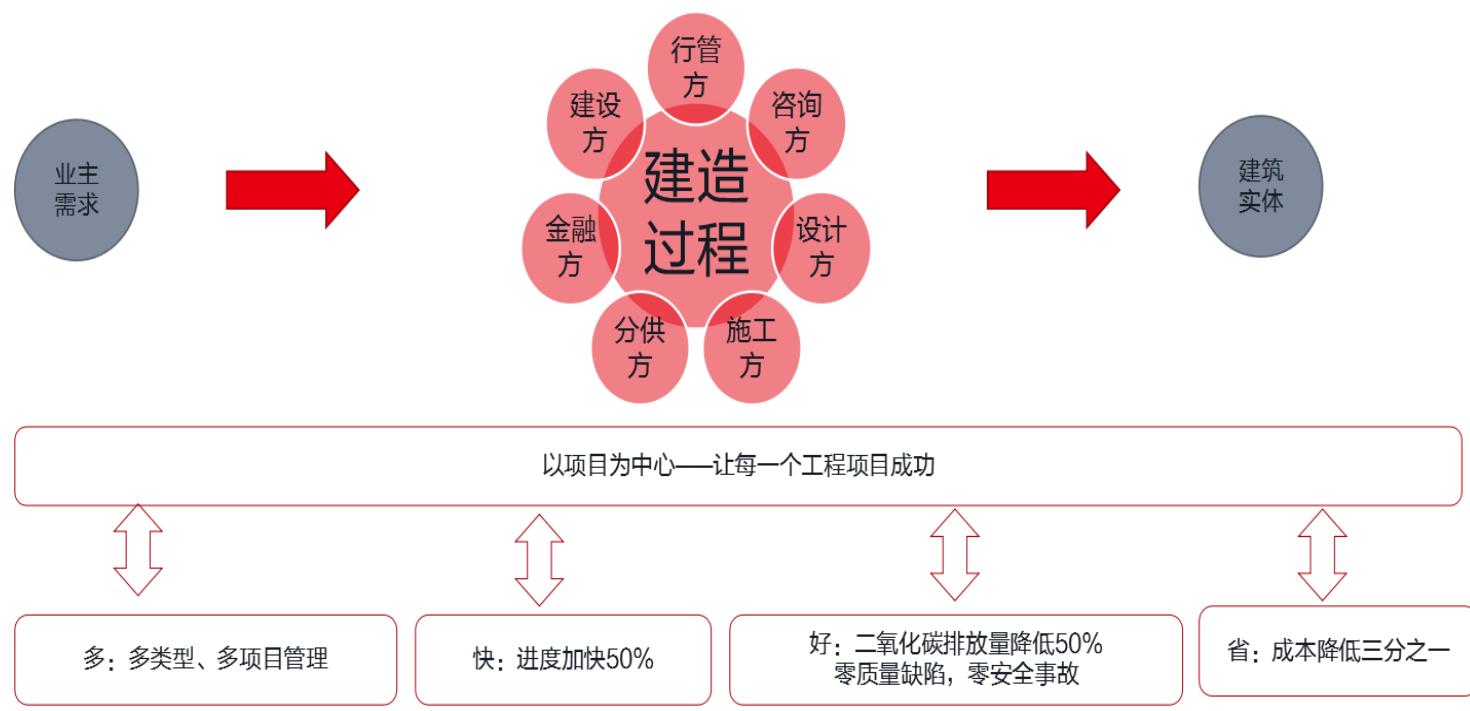 业主
需求
行管
方
咨询
方
设计
方
施工
方
分供
方
金融
方
建设
方
建造
过程
建筑
实体
以项目为中心——让每一个工程项目成功
多：多类型、多项目管理
快：进度加快50%
好：二氧化碳排放量降低50%
零质量缺陷，零安全事故
省：成本降低三分之一